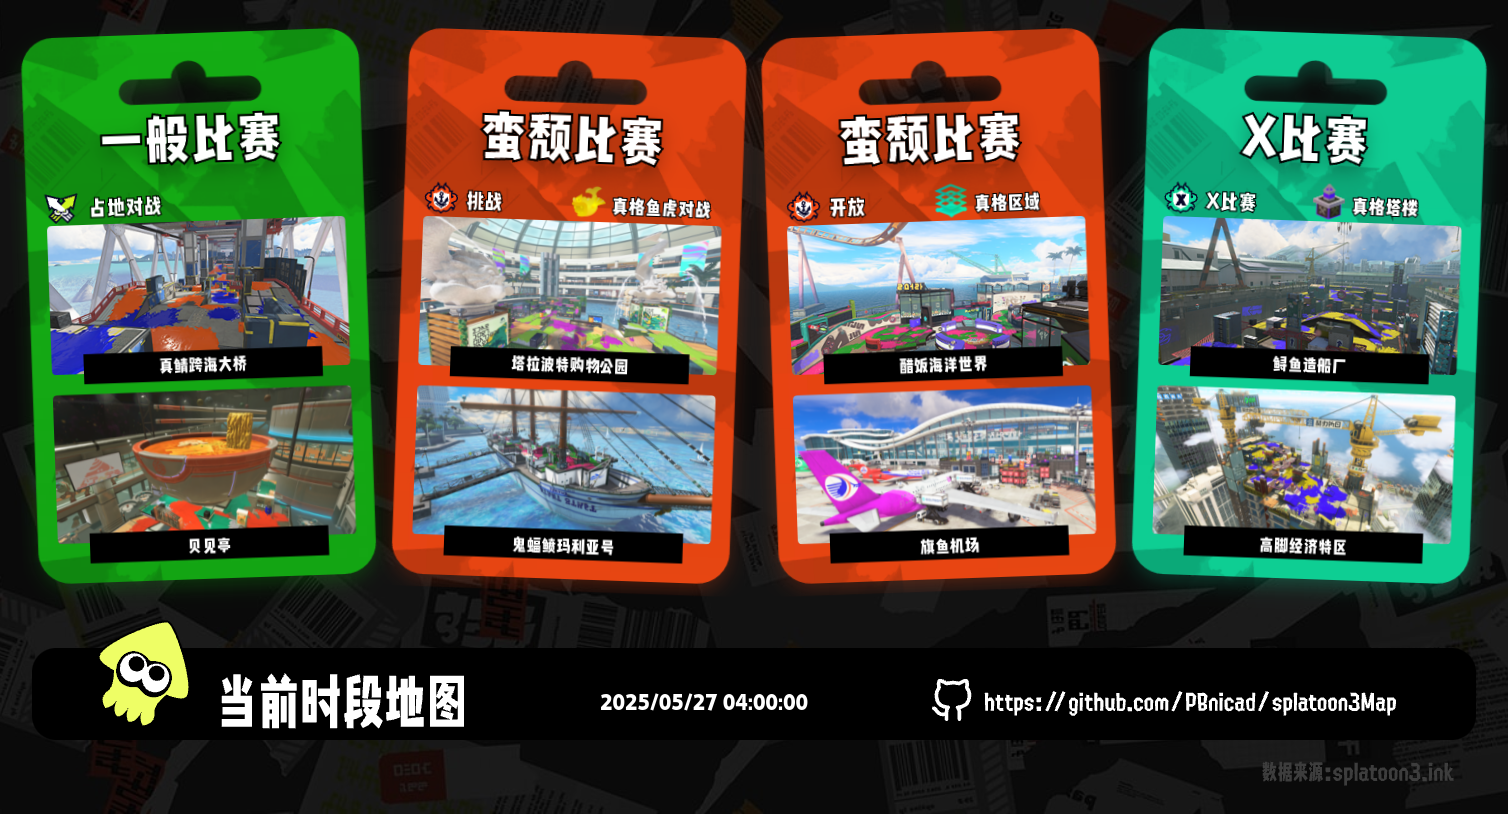 一般比赛
占地对战
真鲭跨海大桥
贝见亭
蛮颓比赛
挑战
真格鱼虎对战
塔拉波特购物公园
鬼蝠鲼玛利亚号
蛮颓比赛
开放
真格区域
醋饭海洋世界
旗鱼机场
X比赛
X比赛
真格塔楼
鲟鱼造船厂
高脚经济特区
当前时段地图
2025/05/27 04:00:00
https://github.com/PBnicad/splatoon3Map
数据来源:splatoon3.ink